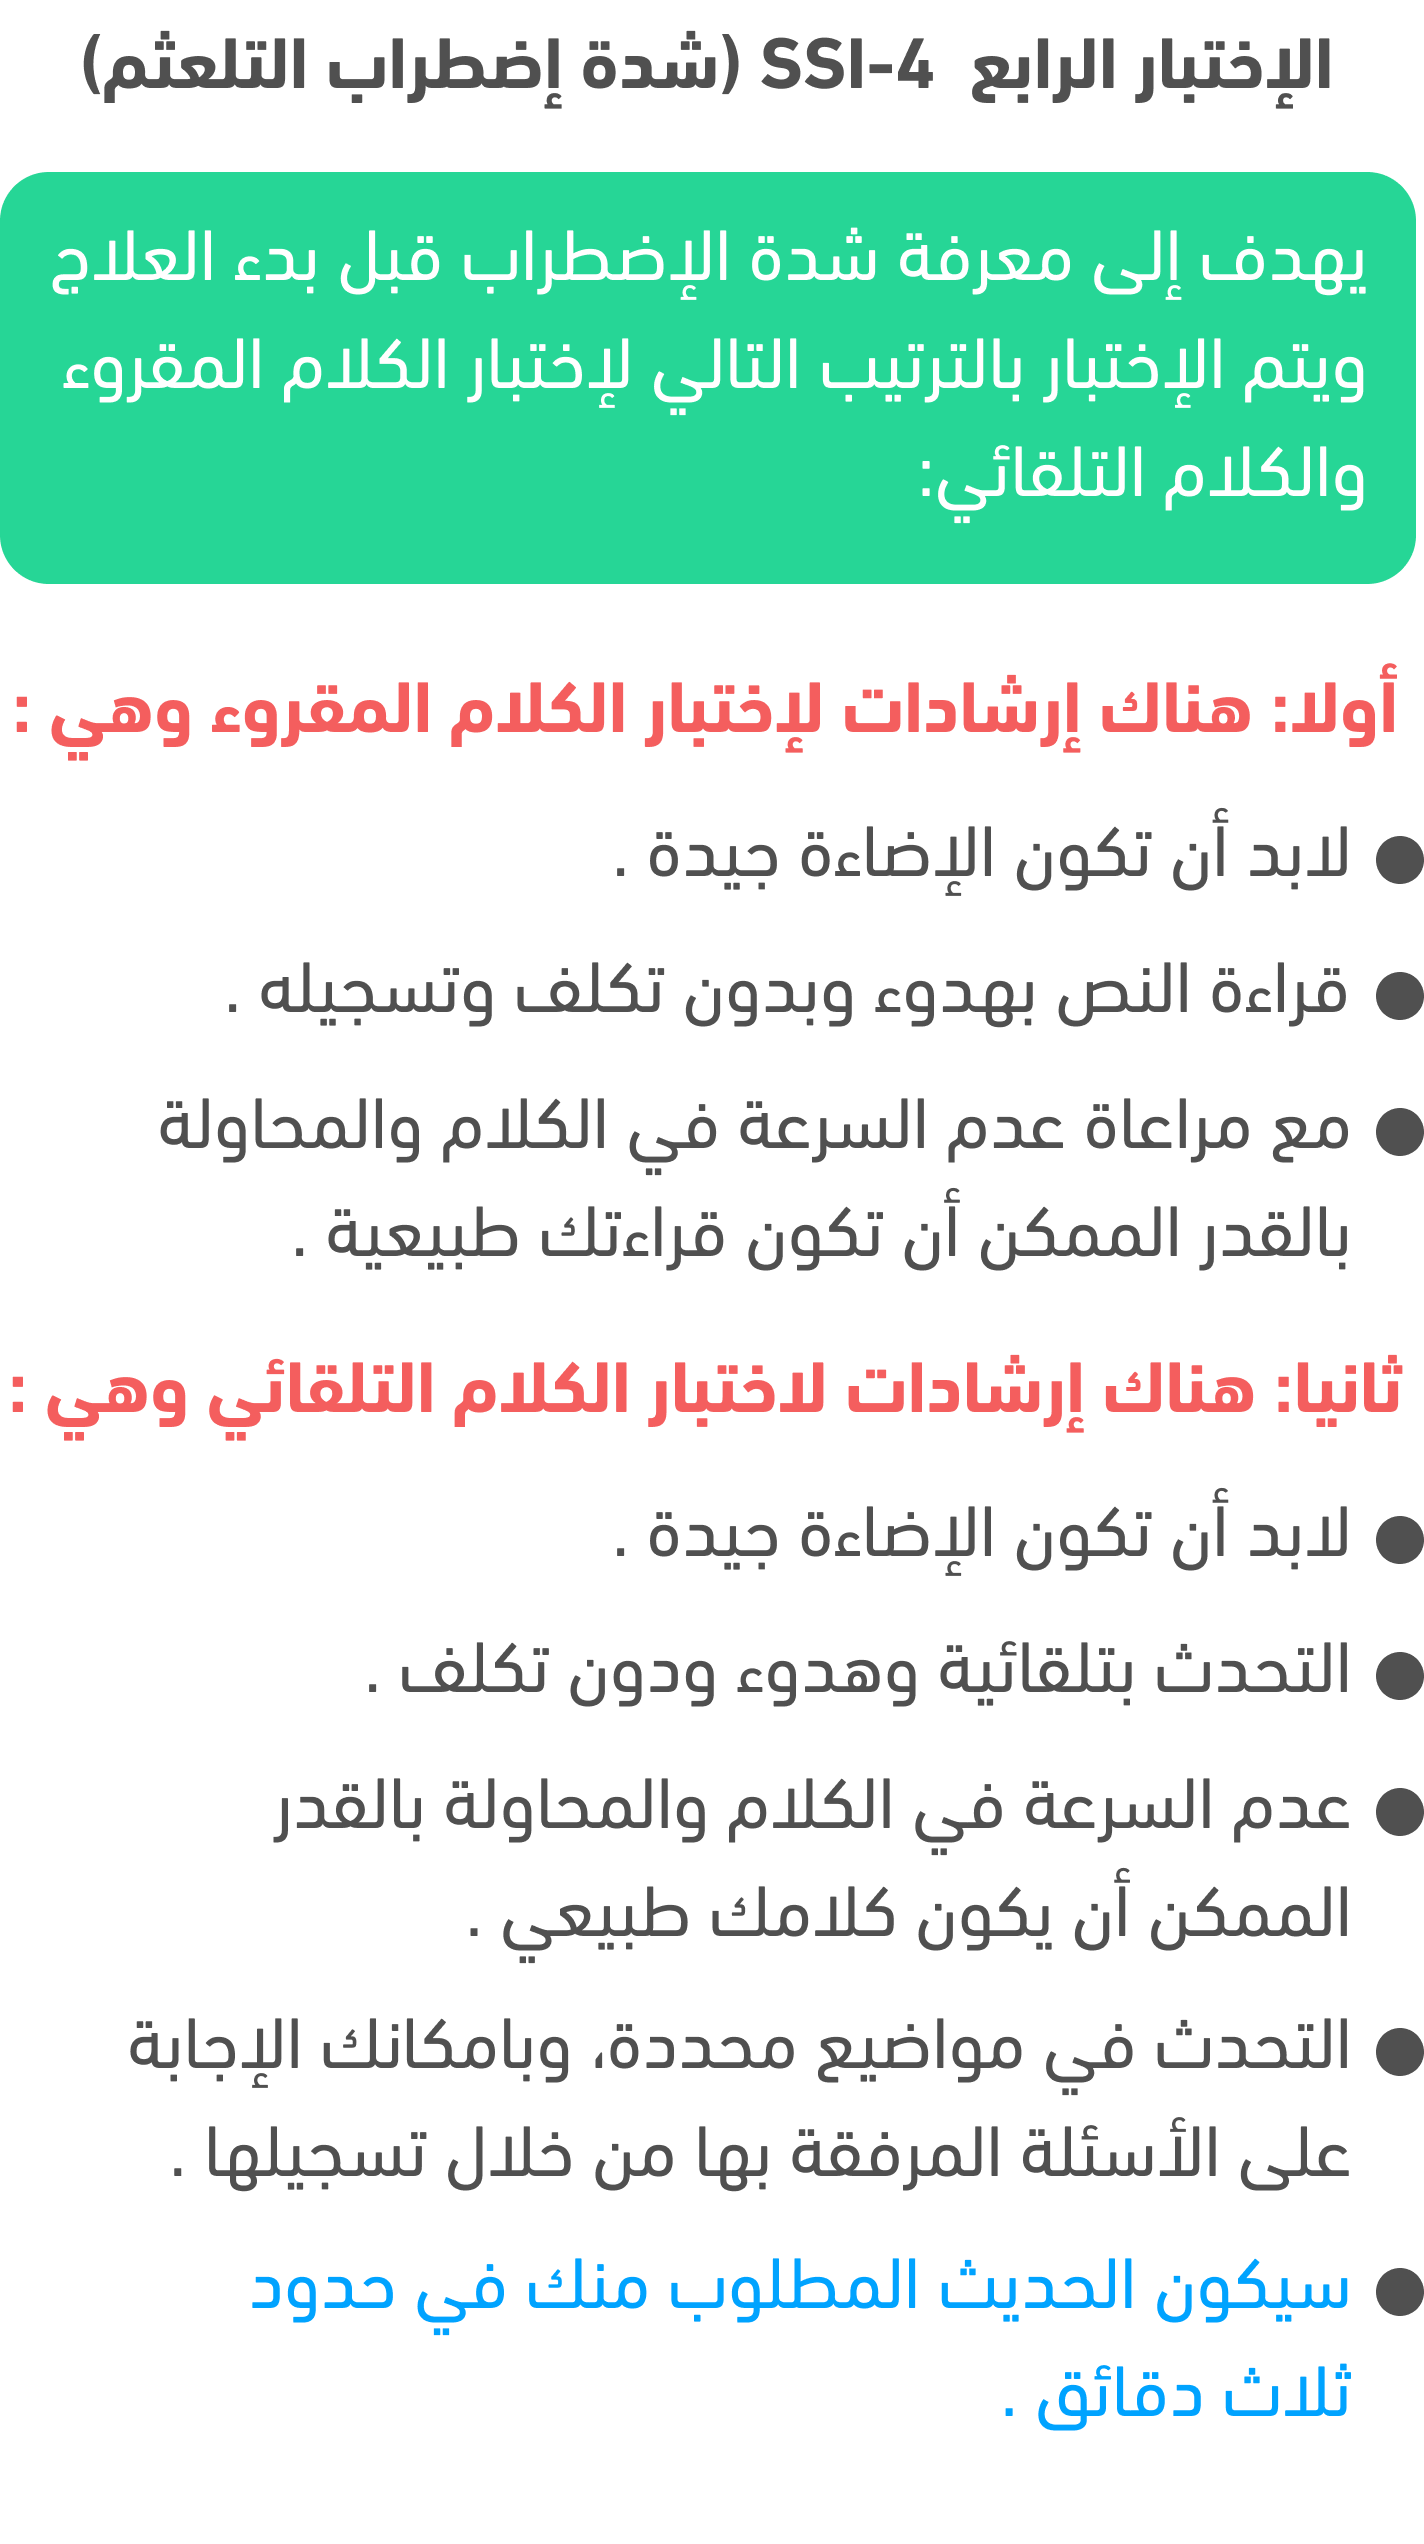 الإختبار الرابع SSI-4 (شدة إضطراب التلعثم)
يهدف إلى معرفة شدة الإضطراب قبل بدء العلاج
ويتم الإختبار بالترتيب التالي لإختبار الكلام المقروء
والكلام التلقائي:
أولا: هناك إرشادات لإختبار الكلام المقروء وهي :
● لابد أن تكون الإضاءة جيدة .
● قراءة النص بهدوء وبدون تكلف وتسجيله .
● مع مراعاة عدم السرعة في الكلام والمحاولة
بالقدر الممكن أن تكون قراءتك طبيعية .
ثانيا: هناك إرشادات لاختبار الكلام التلقائي وهي :
● لابد أن تكون الإضاءة جيدة .
● التحدث بتلقائية وهدوء ودون تكلف .
● عدم السرعة في الكلام والمحاولة بالقدر
الممكن أن يكون كلامك طبيعي .
● التحدث في مواضيع محددة، وبامكانك الإجابة
على الأسئلة المرفقة بها من خلال تسجيلها .
● سيكون الحديث المطلوب منك في حدود
ثلاث دقائق .